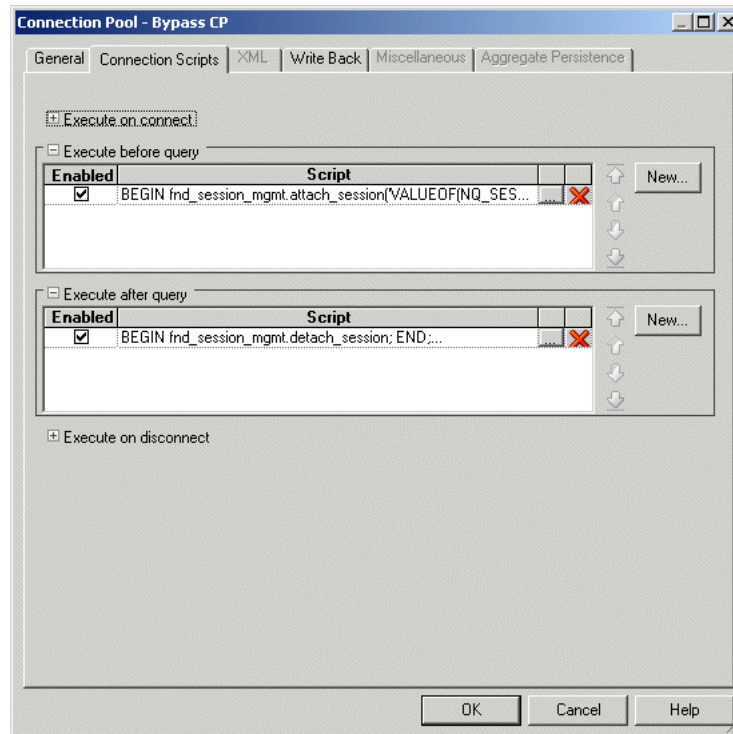 Connection Pool - Bypass CP
General Connection Scripts XML Write Back Miscellaneous Aggregate Persistence
Execute on connect
Execute before query
Enabled Script
BEGIN fnd_session_mgmt.attach_session('VALUEOF(NQ_SES... ...
New...
Execute after query
Enabled Script
BEGIN fnd_session_mgmt.detach_session; END;... ...
New...
Execute on disconnect
OK Cancel Help